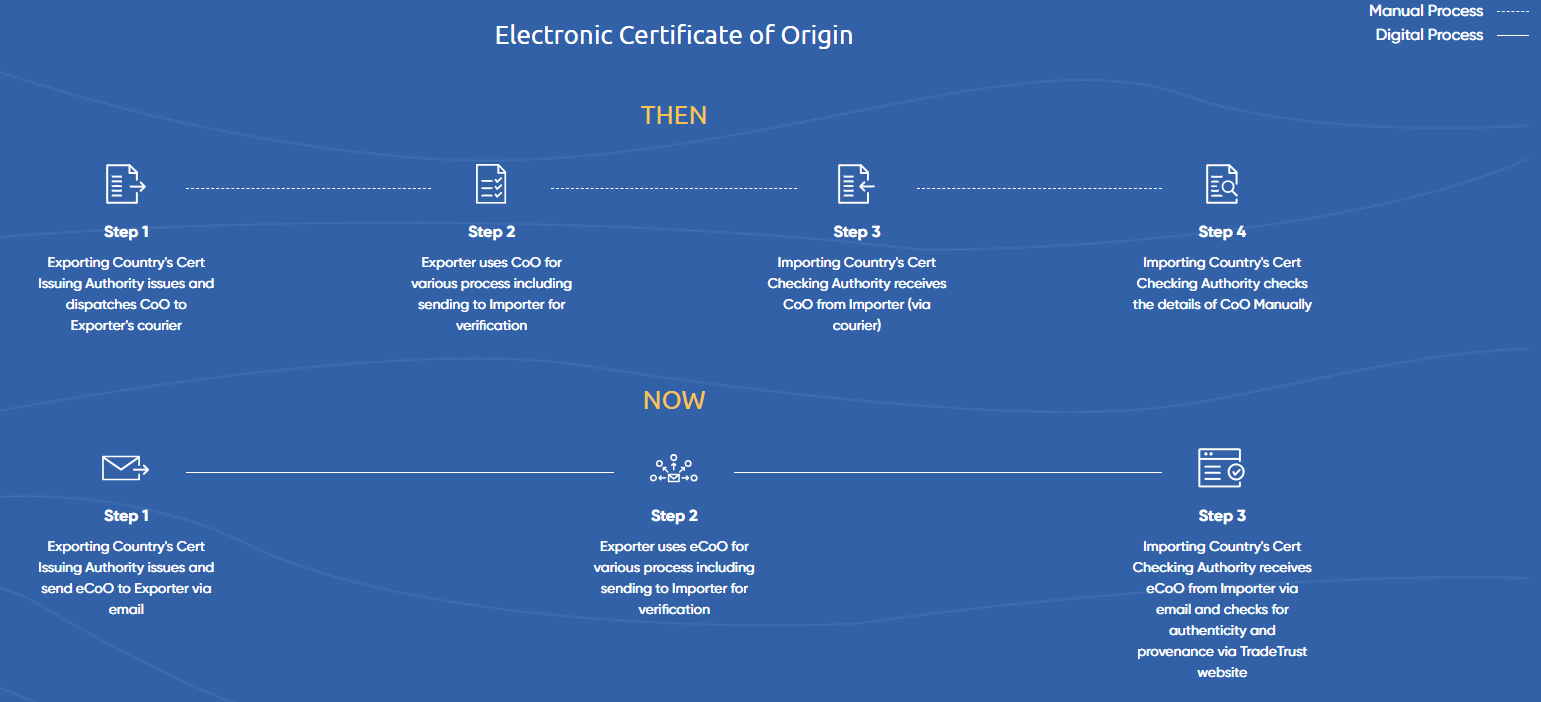 Manual Process
Digital Process
Electronic Certificate of Origin
THEN
Step 1
Exporting Country's Cert
Issuing Authority issues and
dispatches CoO to
Exporter's courier
Step 2
Exporter uses CoO for
various process including
sending to Importer for
verification
Step 3
Importing Country's Cert
Checking Authority receives
CoO from Importer (via
courier)
Step 4
Importing Country's Cert
Checking Authority checks
the details of CoO Manually
NOW
Step 1
Exporting Country's Cert
Issuing Authority issues and
send eCoO to Exporter via
email
Step 2
Exporter uses eCoO for
various process including
sending to Importer for
verification
Step 3
Importing Country's Cert
Checking Authority receives
eCoO from Importer via
email and checks for
authenticity and
provenance via TradeTrust
website